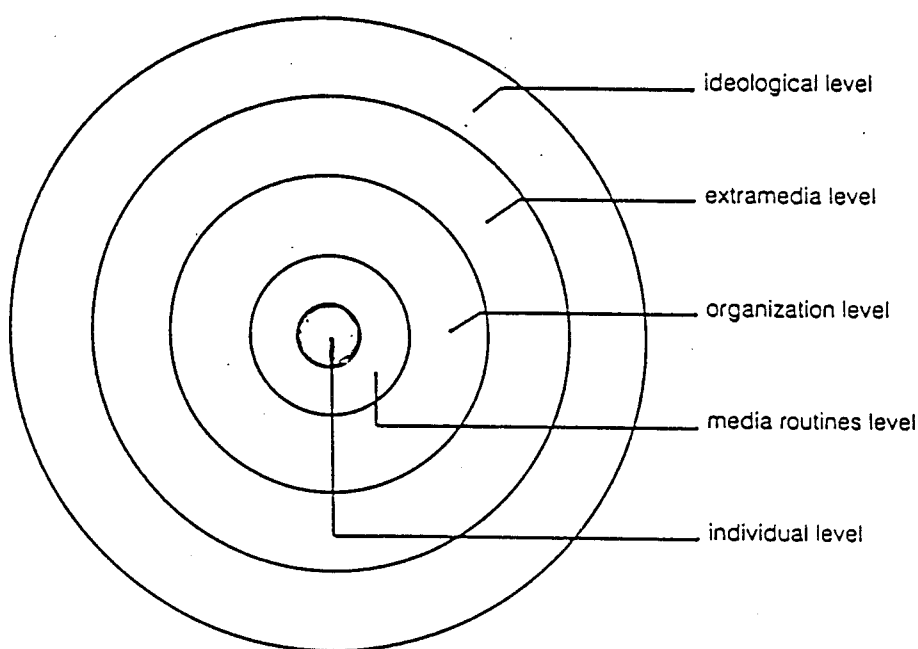 ideological level
extramedia level
organization level
media routines level
individual level